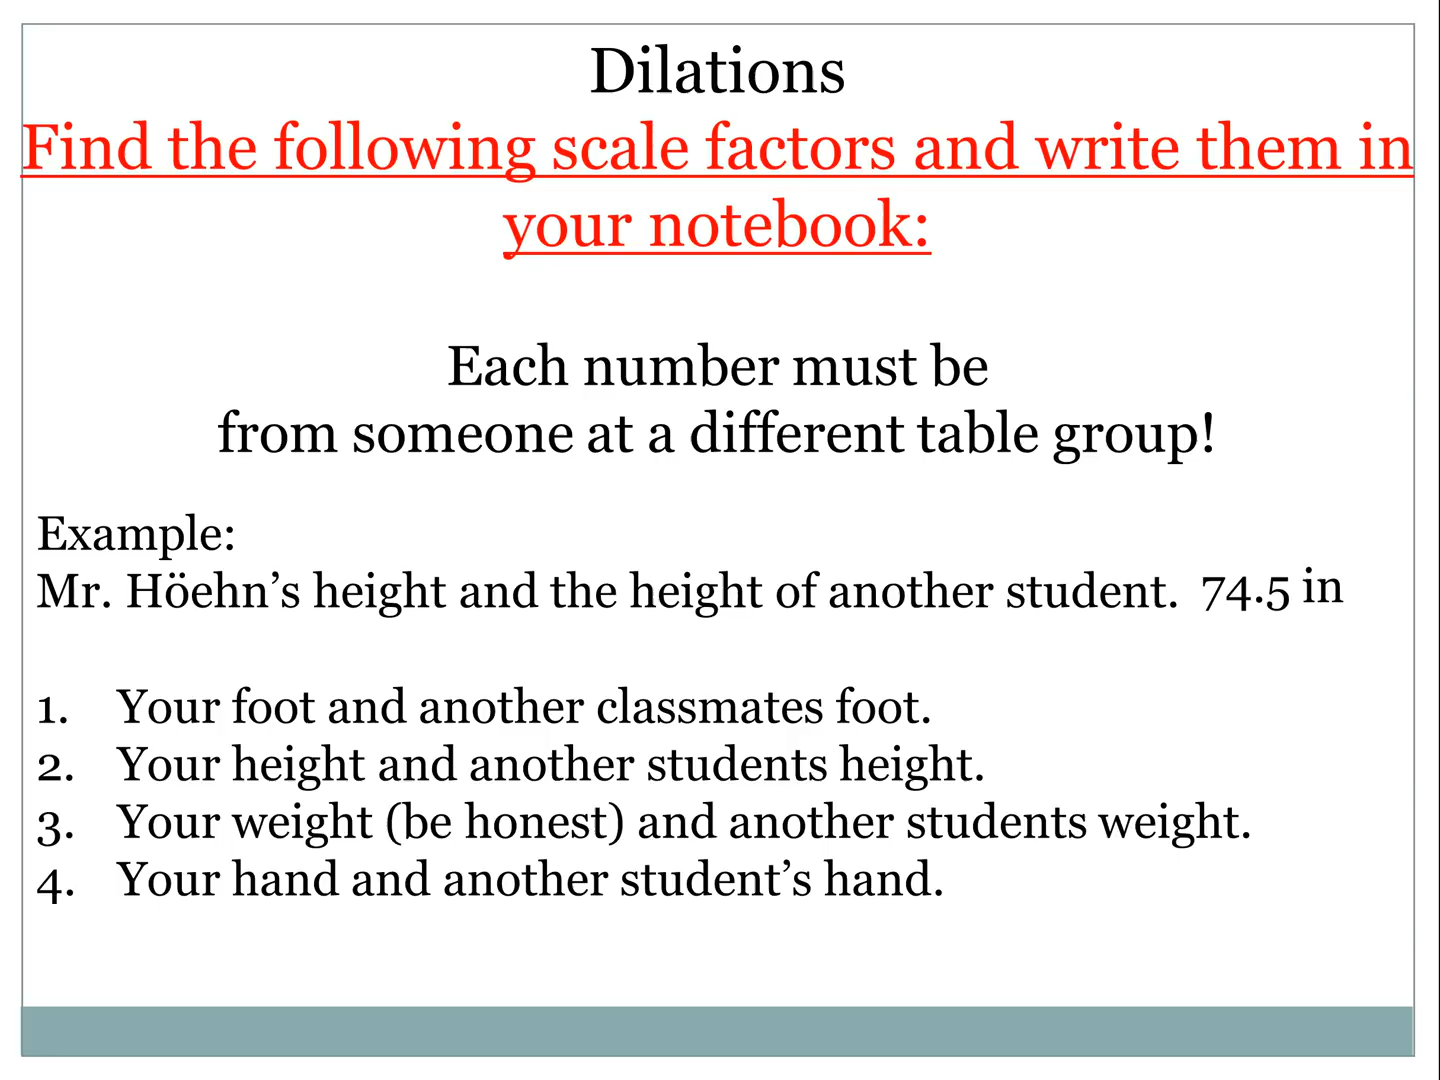 Dilations
Find the following scale factors and write them in
your notebook:
Each number must be
from someone at a different table group!
Example:
Mr. Höehn’s height and the height of another student. 74.5 in
1. Your foot and another classmates foot.
2. Your height and another students height.
3. Your weight (be honest) and another students weight.
4. Your hand and another student’s hand.